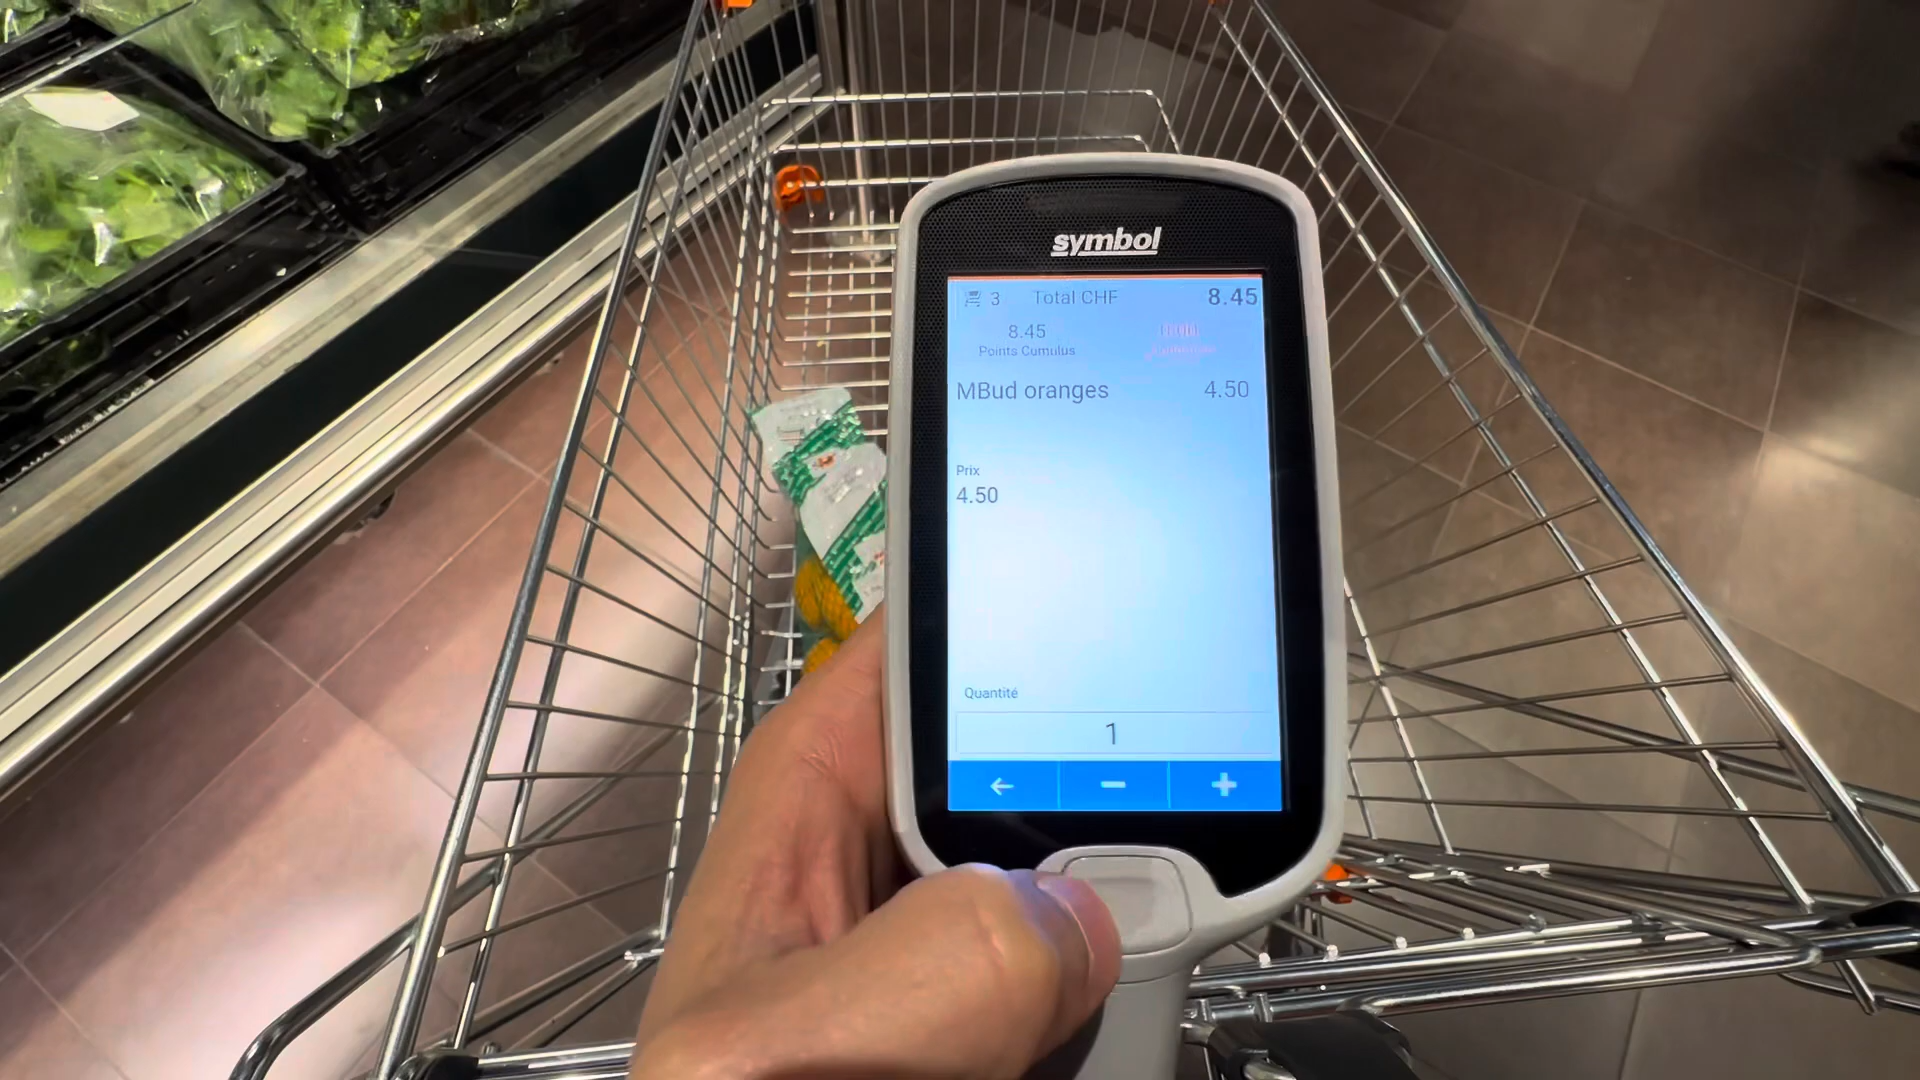 symbol
3 Total CHF 8.45
8.45
Points Cumulus
MBud oranges 4.50
Prix
4.50
Quantité
1